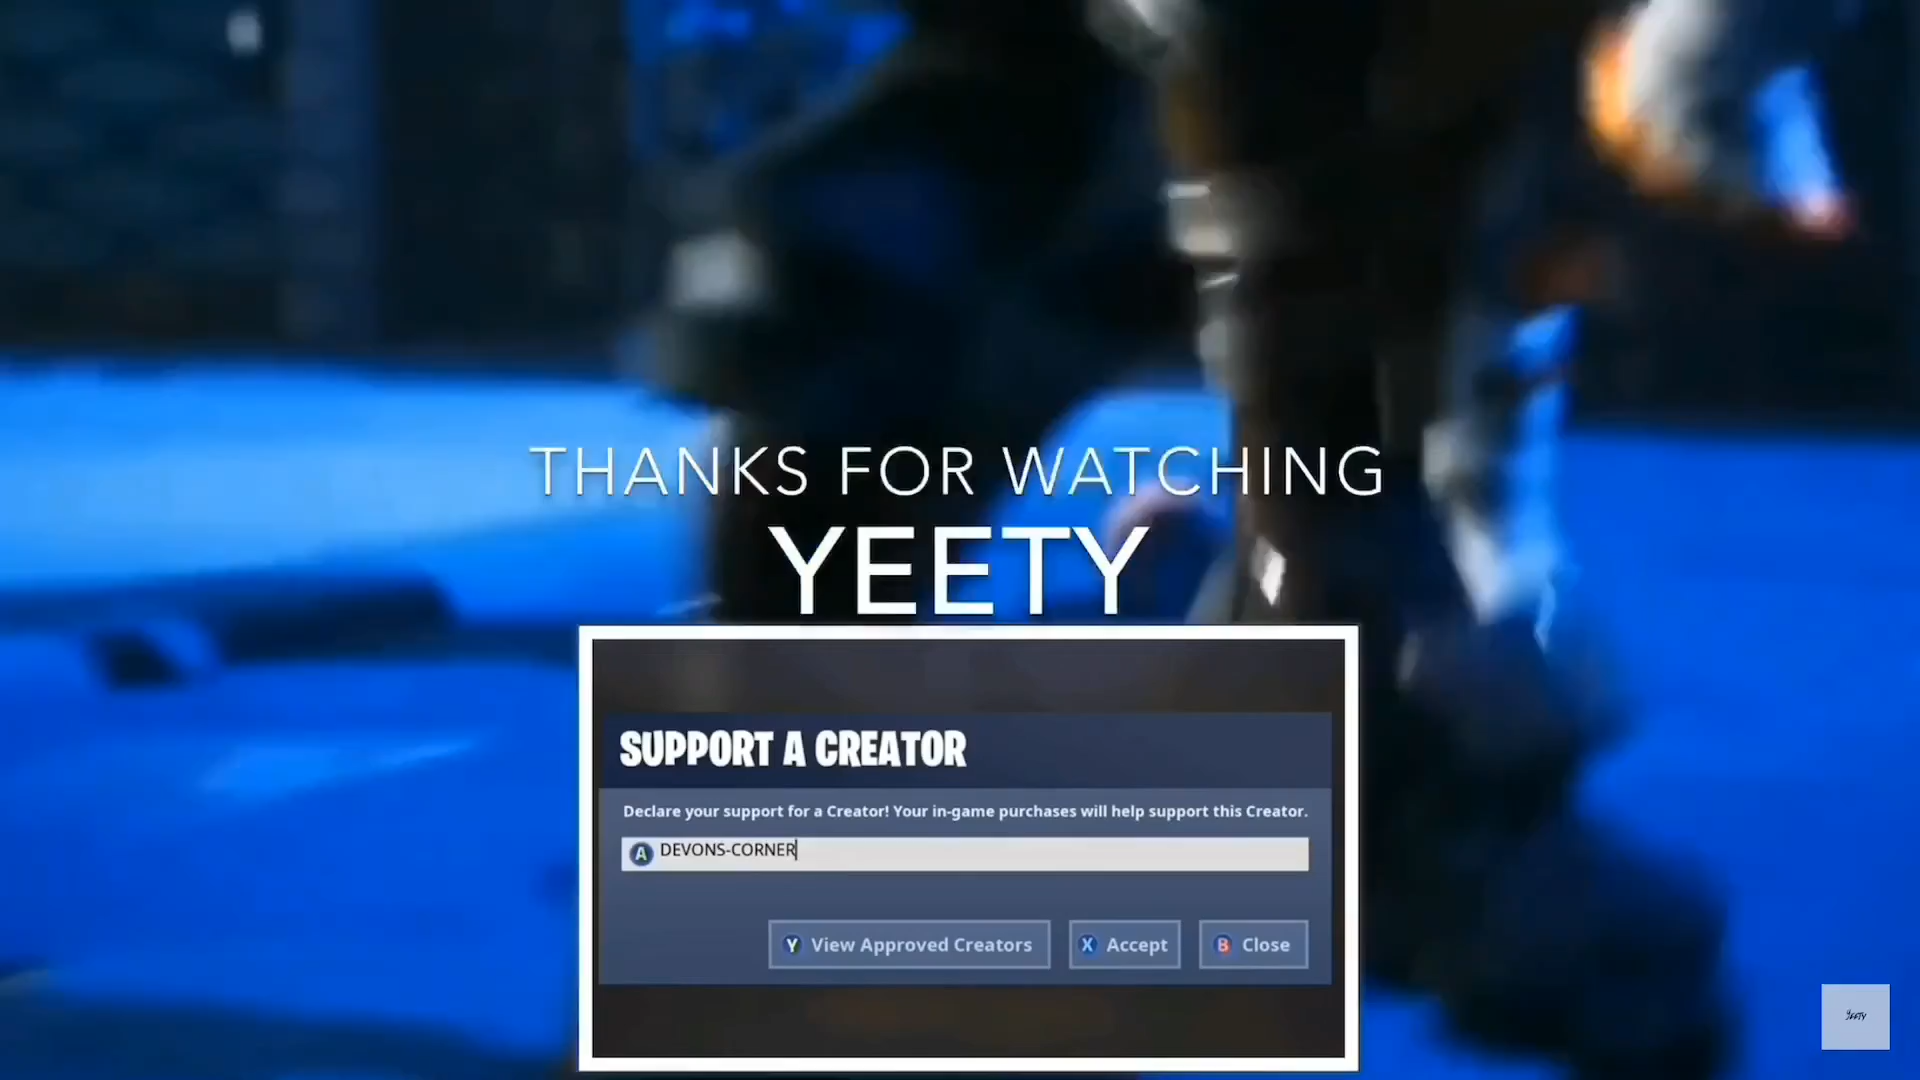 THANKS FOR WATCHING
YEETY
SUPPORT A CREATOR
Declare your support for a Creator! Your in-game purchases will help support this Creator.
A DEVONS-CORNER
Y View Approved Creators X Accept B Close
Yeety